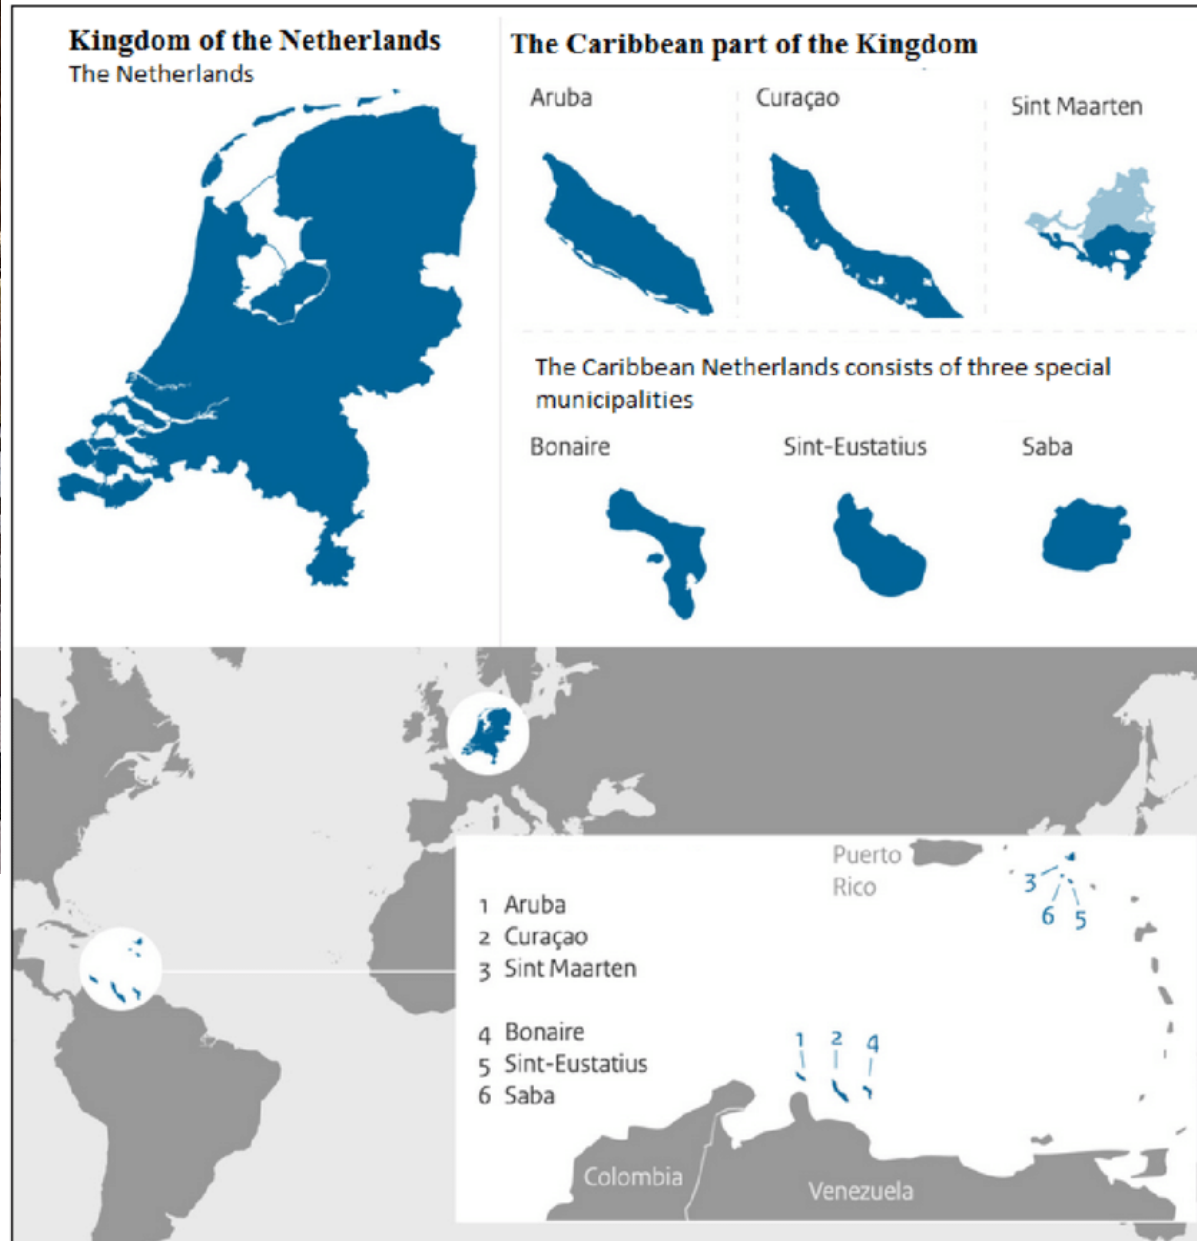 Kingdom of the Netherlands
The Netherlands
The Caribbean part of the Kingdom
Aruba
Curaçao
Sint Maarten
The Caribbean Netherlands consists of three special
municipalities
Bonaire
Sint-Eustatius
Saba
1 Aruba
2 Curaçao
3 Sint Maarten
4 Bonaire
5 Sint-Eustatius
6 Saba
Puerto
Rico
3
6
5
1
2
4
Colombia
Venezuela